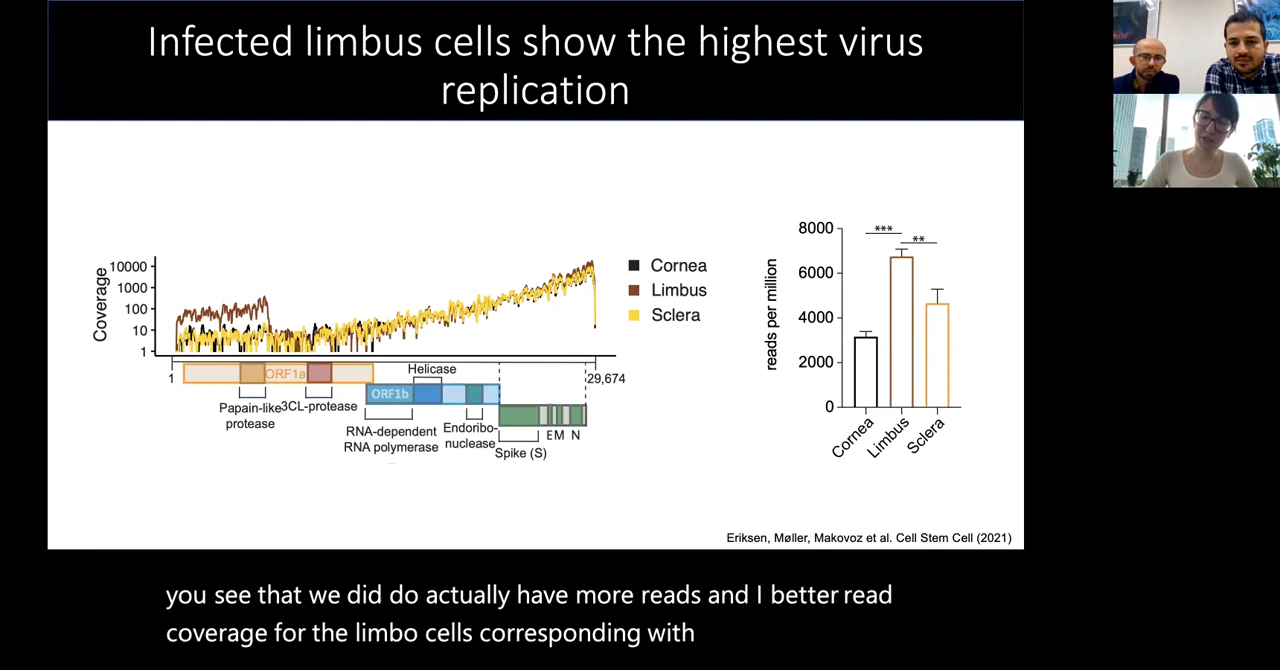 Infected limbus cells show the highest virus
replication
Coverage
10000
1000
100
10
1
Cornea
Limbus
Sclera
1
29,674
ORF1a
Papain-like
protease
3CL-protease
Helicase
ORF1b
RNA-dependent
RNA polymerase
Endoribo-
nuclease
Spike (S)
E M N
reads per million
8000
6000
4000
2000
0
***
**
Cornea
Limbus
Sclera
Eriksen, Møller, Makovoz et al. Cell Stem Cell (2021)
you see that we did do actually have more reads and I better read
coverage for the limbo cells corresponding with